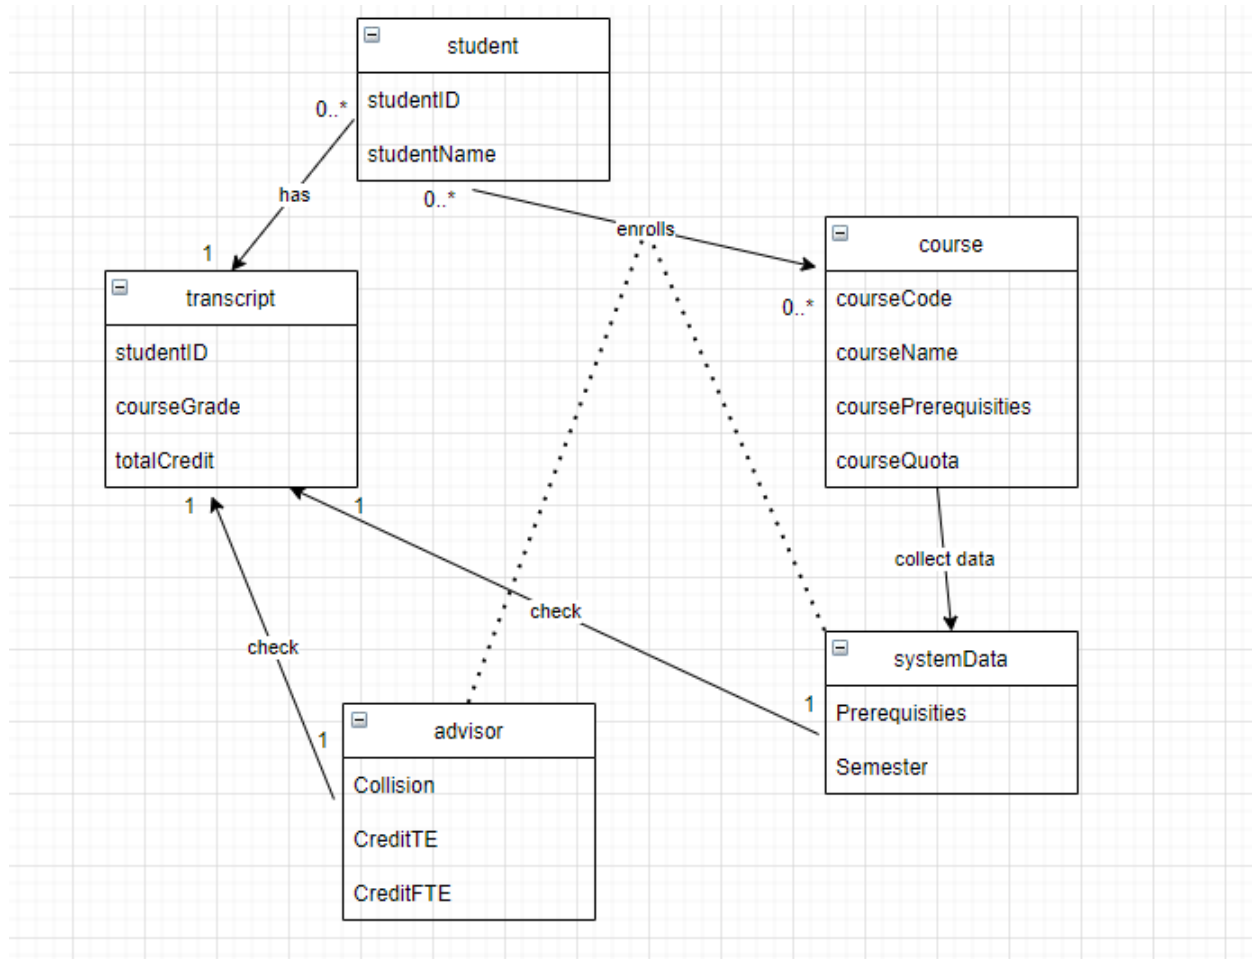 student
studentID
studentName
0..*
has
1
0..*
enrolls
0..*
course
courseCode
courseName
coursePrerequisities
courseQuota
transcript
studentID
courseGrade
totalCredit
1
1
collect data
check
check
1
1
systemData
Prerequisities
Semester
advisor
Collision
CreditTE
CreditFTE